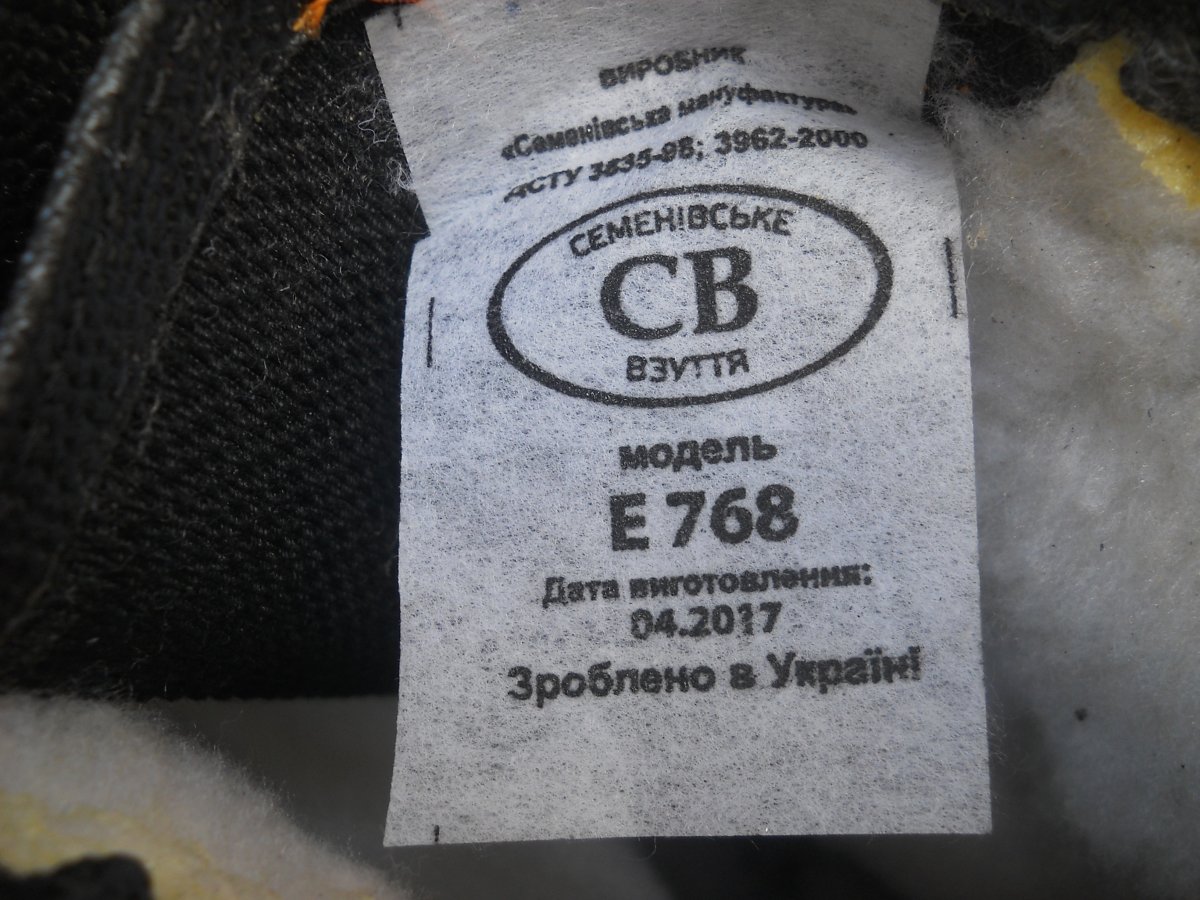 ВИРОБНИК
«Семенівська мануфактура»
ДСТУ 3835-98; 3962-2000
СЕМЕНІВСЬКЕ
СВ
ВЗУТТЯ
модель
Е 768
Дата виготовлення:
04.2017
Зроблено в Україні